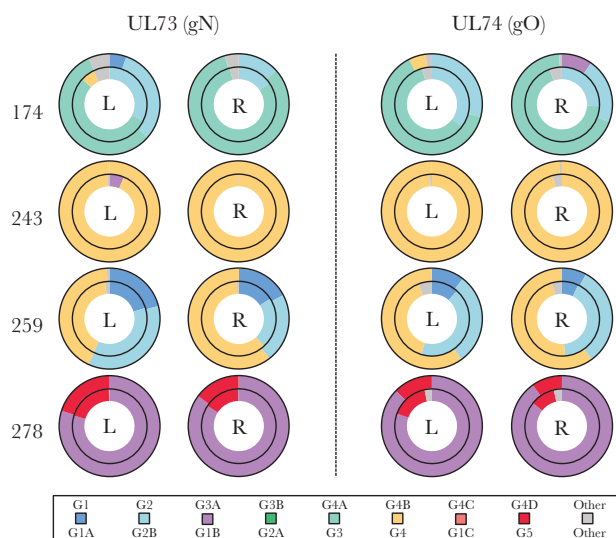 UL73 (gN) UL74 (gO)
174 L R L R
243 L R L R
259 L R L R
278 L R L R
G1 G2 G3A G3B G4A G4B G4C G4D Other
G1A G2B G1B G2A G3 G4 G1C G5 Other